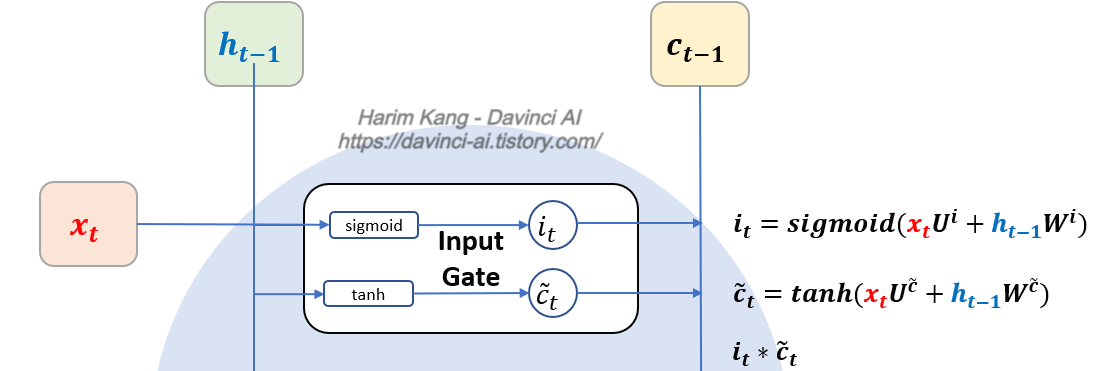 h_{t-1}
c_{t-1}
Harim Kang - Davinci AI
https://davinci-ai.tistory.com/
x_t
sigmoid
i_t
i_t = sigmoid(x_t U^i + h_{t-1} W^i)
Input
Gate
tanh
c̃_t
c̃_t = tanh(x_t U^c̃ + h_{t-1} W^c̃)
i_t * c̃_t